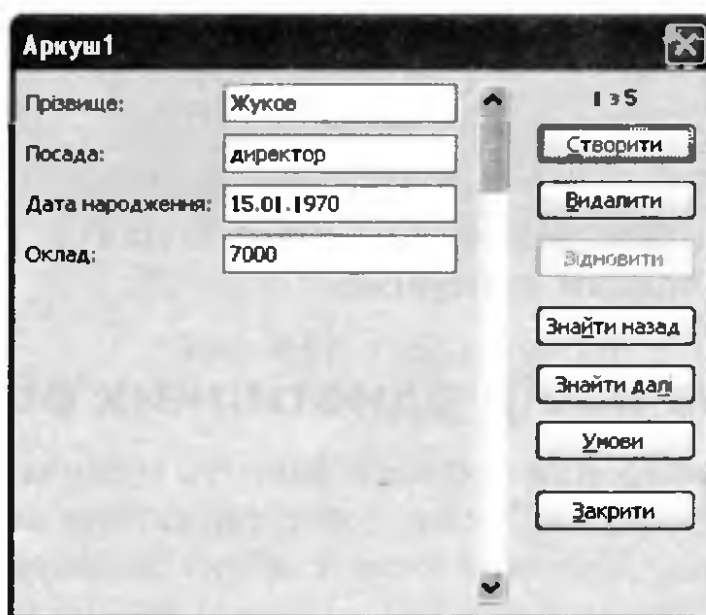 Аркуш1
Прізвище: Жуков
Посада: директор
Дата народження: 15.01.1970
Оклад: 7000
1 з 5
Створити
Видалити
Відновити
Знайти назад
Знайти далі
Умови
Закрити